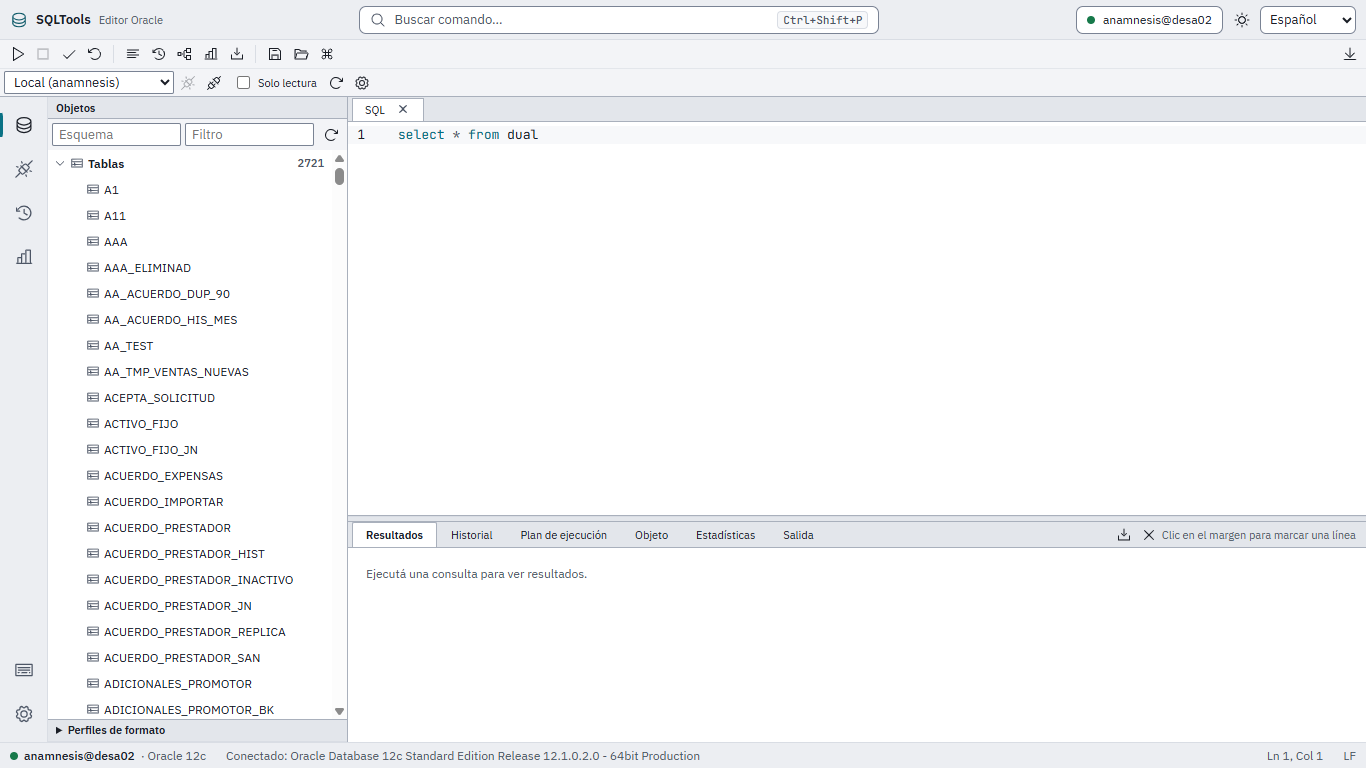 SQLTools Editor Oracle Buscar comando... Ctrl+Shift+P anamnesis@desa02 Español
Local (anamnesis) Solo lectura
Objetos
Esquema Filtro
Tablas 2721
A1
A11
AAA
AAA_ELIMINAD
AA_ACUERDO_DUP_90
AA_ACUERDO_HIS_MES
AA_TEST
AA_TMP_VENTAS_NUEVAS
ACEPTA_SOLICITUD
ACTIVO_FIJO
ACTIVO_FIJO_JN
ACUERDO_EXPENSAS
ACUERDO_IMPORTAR
ACUERDO_PRESTADOR
ACUERDO_PRESTADOR_HIST
ACUERDO_PRESTADOR_INACTIVO
ACUERDO_PRESTADOR_JN
ACUERDO_PRESTADOR_REPLICA
ACUERDO_PRESTADOR_SAN
ADICIONALES_PROMOTOR
ADICIONALES_PROMOTOR_BK
Perfiles de formato
SQL
1 select * from dual
Resultados Historial Plan de ejecución Objeto Estadísticas Salida Clic en el margen para marcar una línea
Ejecutá una consulta para ver resultados.
anamnesis@desa02 · Oracle 12c Conectado: Oracle Database 12c Standard Edition Release 12.1.0.2.0 - 64bit Production Ln 1, Col 1 LF